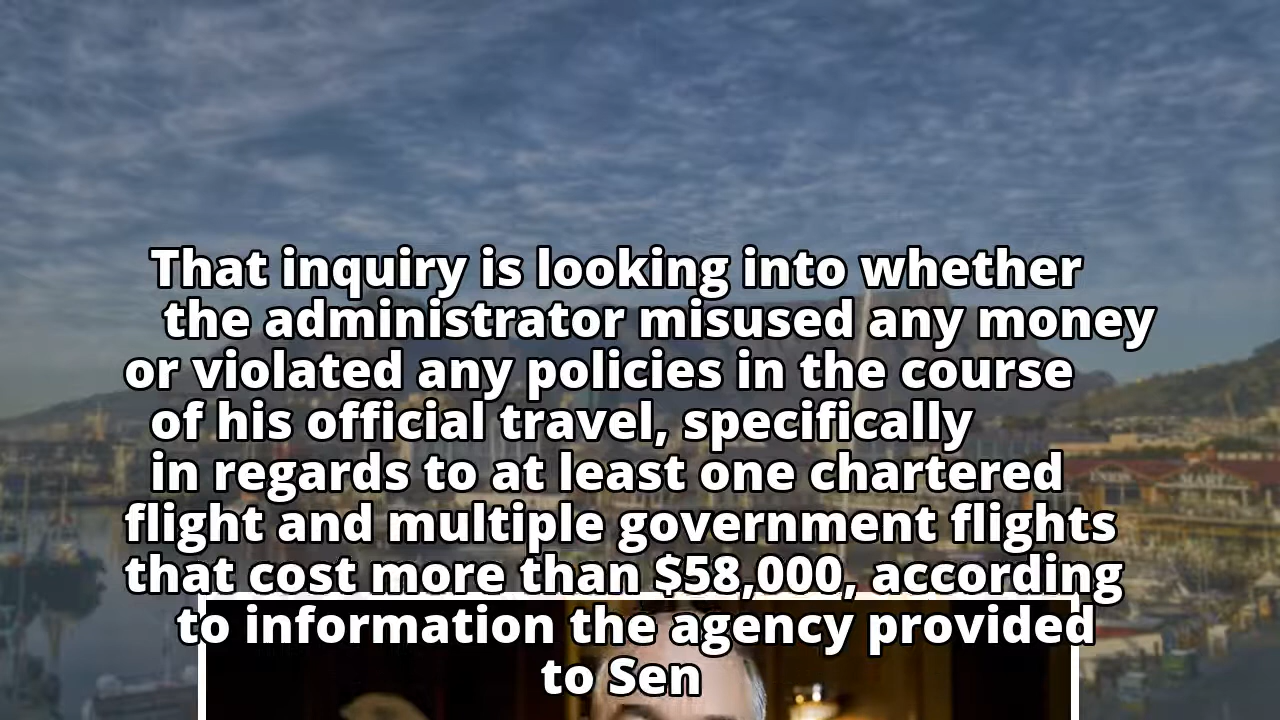 That inquiry is looking into whether
the administrator misused any money
or violated any policies in the course
of his official travel, specifically
in regards to at least one chartered
flight and multiple government flights
that cost more than $58,000, according
to information the agency provided
to Sen